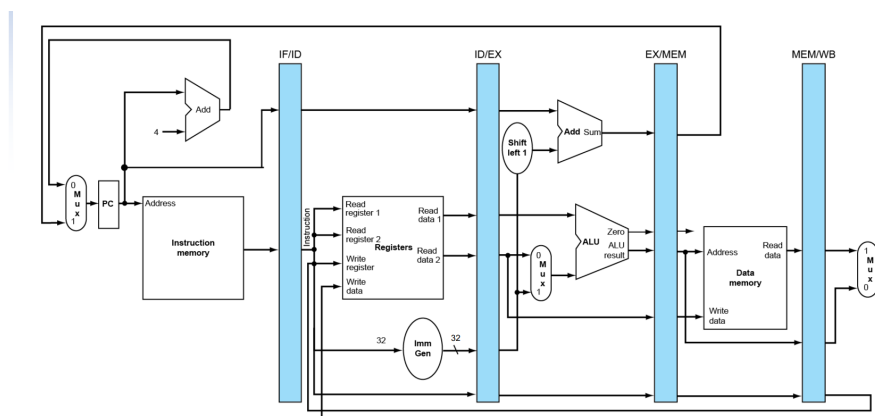 IF/ID
ID/EX
EX/MEM
MEM/WB
Add
4
Add Sum
Shift
left 1
0
M
u
x
1
PC
Address
Instruction
memory
Instruction
Read
register 1
Read
register 2
Write
register
Write
data
Registers
Read
data 1
Read
data 2
0
M
u
x
1
Zero
ALU
ALU
result
Address
Read
data
Data
memory
Write
data
1
M
u
x
0
32
Imm
Gen
32